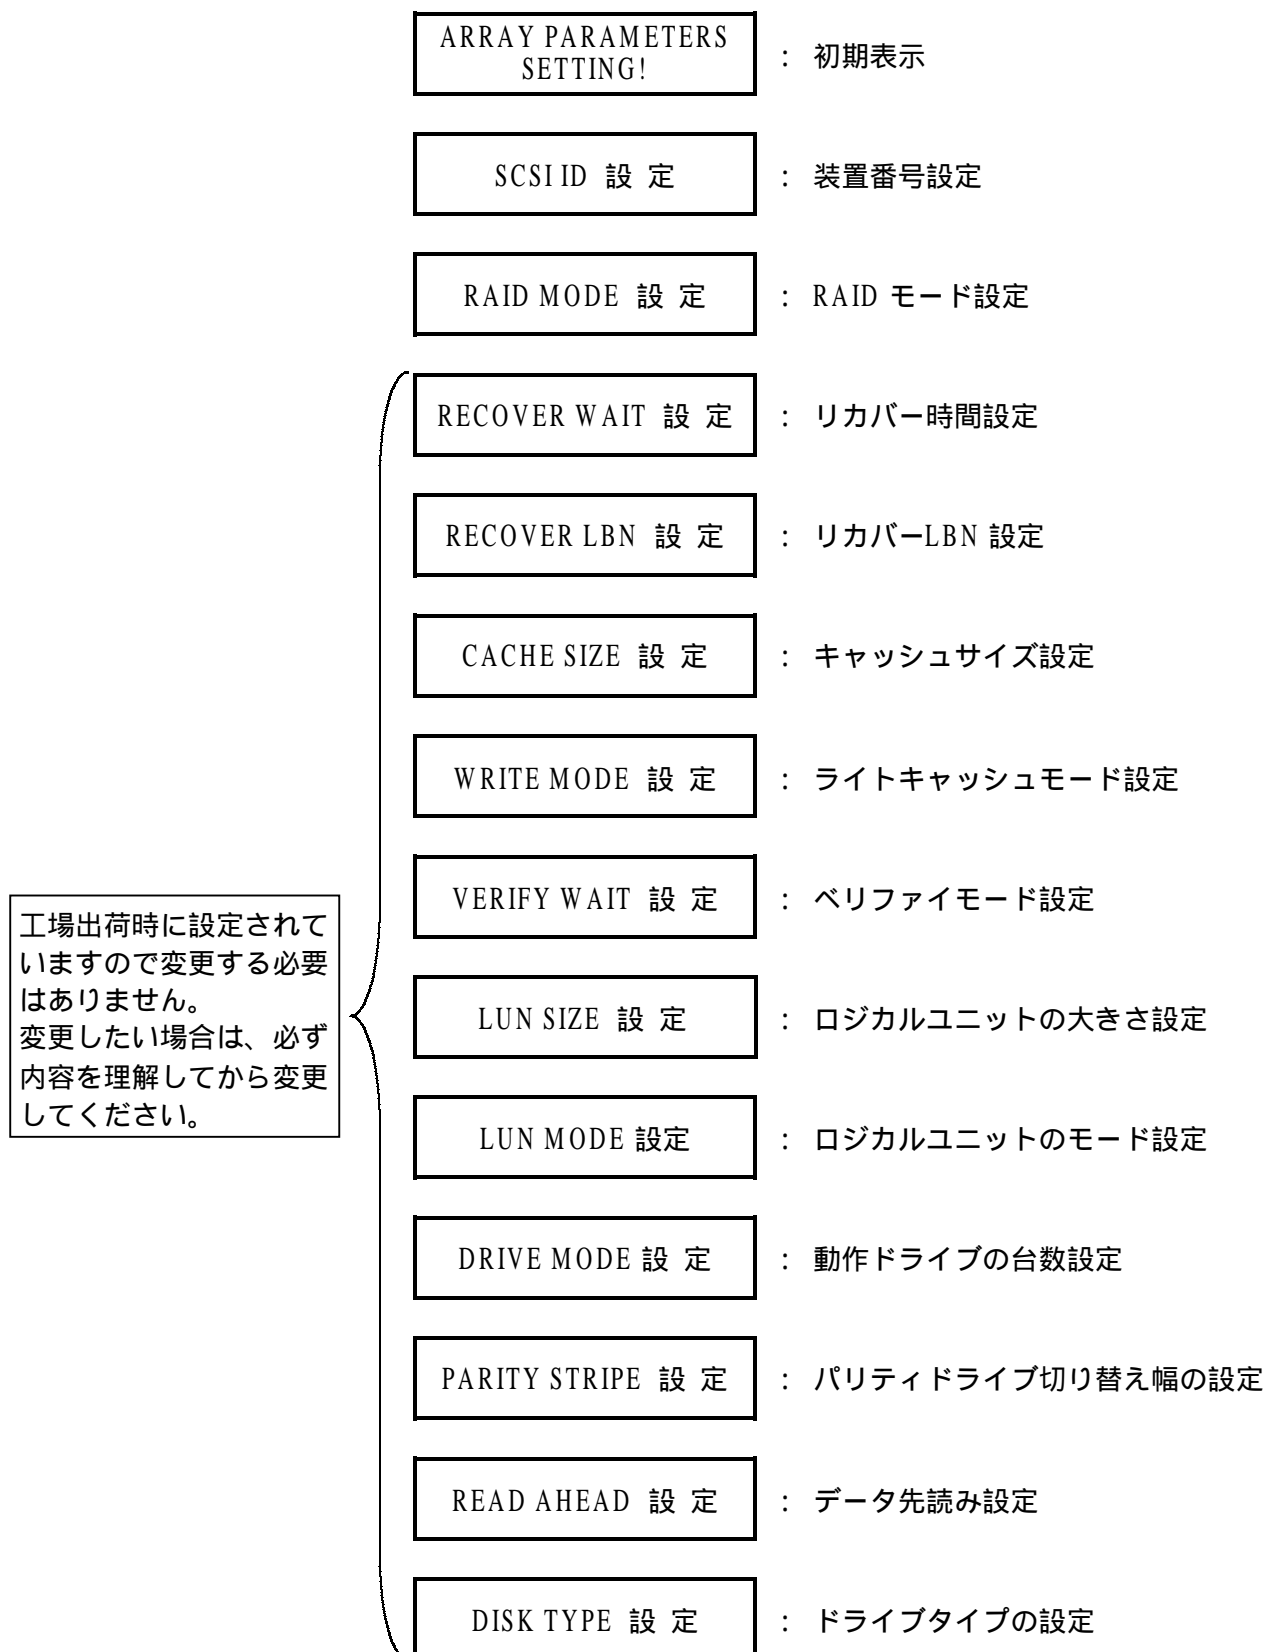 ARRAY PARAMETERS
SETTING!
: 初期表示
SCSI ID 設 定 : 装置番号設定
RAID MODE 設 定 : RAID モード設定
RECOVER WAIT 設 定 : リカバー時間設定
RECOVER LBN 設 定 : リカバーLBN 設定
CACHE SIZE 設 定 : キャッシュサイズ設定
WRITE MODE 設 定 : ライトキャッシュモード設定
VERIFY WAIT 設 定 : ベリファイモード設定
工場出荷時に設定されて
いますので変更する必要
はありません。
変更したい場合は、必ず
内容を理解してから変更
してください。
LUN SIZE 設 定 : ロジカルユニットの大きさ設定
LUN MODE 設定 : ロジカルユニットのモード設定
DRIVE MODE 設 定 : 動作ドライブの台数設定
PARITY STRIPE 設 定 : パリティドライブ切り替え幅の設定
READ AHEAD 設 定 : データ先読み設定
DISK TYPE 設 定 : ドライブタイプの設定